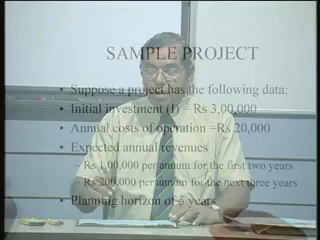 SAMPLE PROJECT
• Suppose a project has the following data:
• Initial investment (I) = Rs 3,00,000
• Annual costs of operation =Rs 20,000
• Expected annual revenues
– Rs 1,00,000 per annum for the first two years
– Rs 200,000 per annum for the next three years
• Planning horizon of 5 years